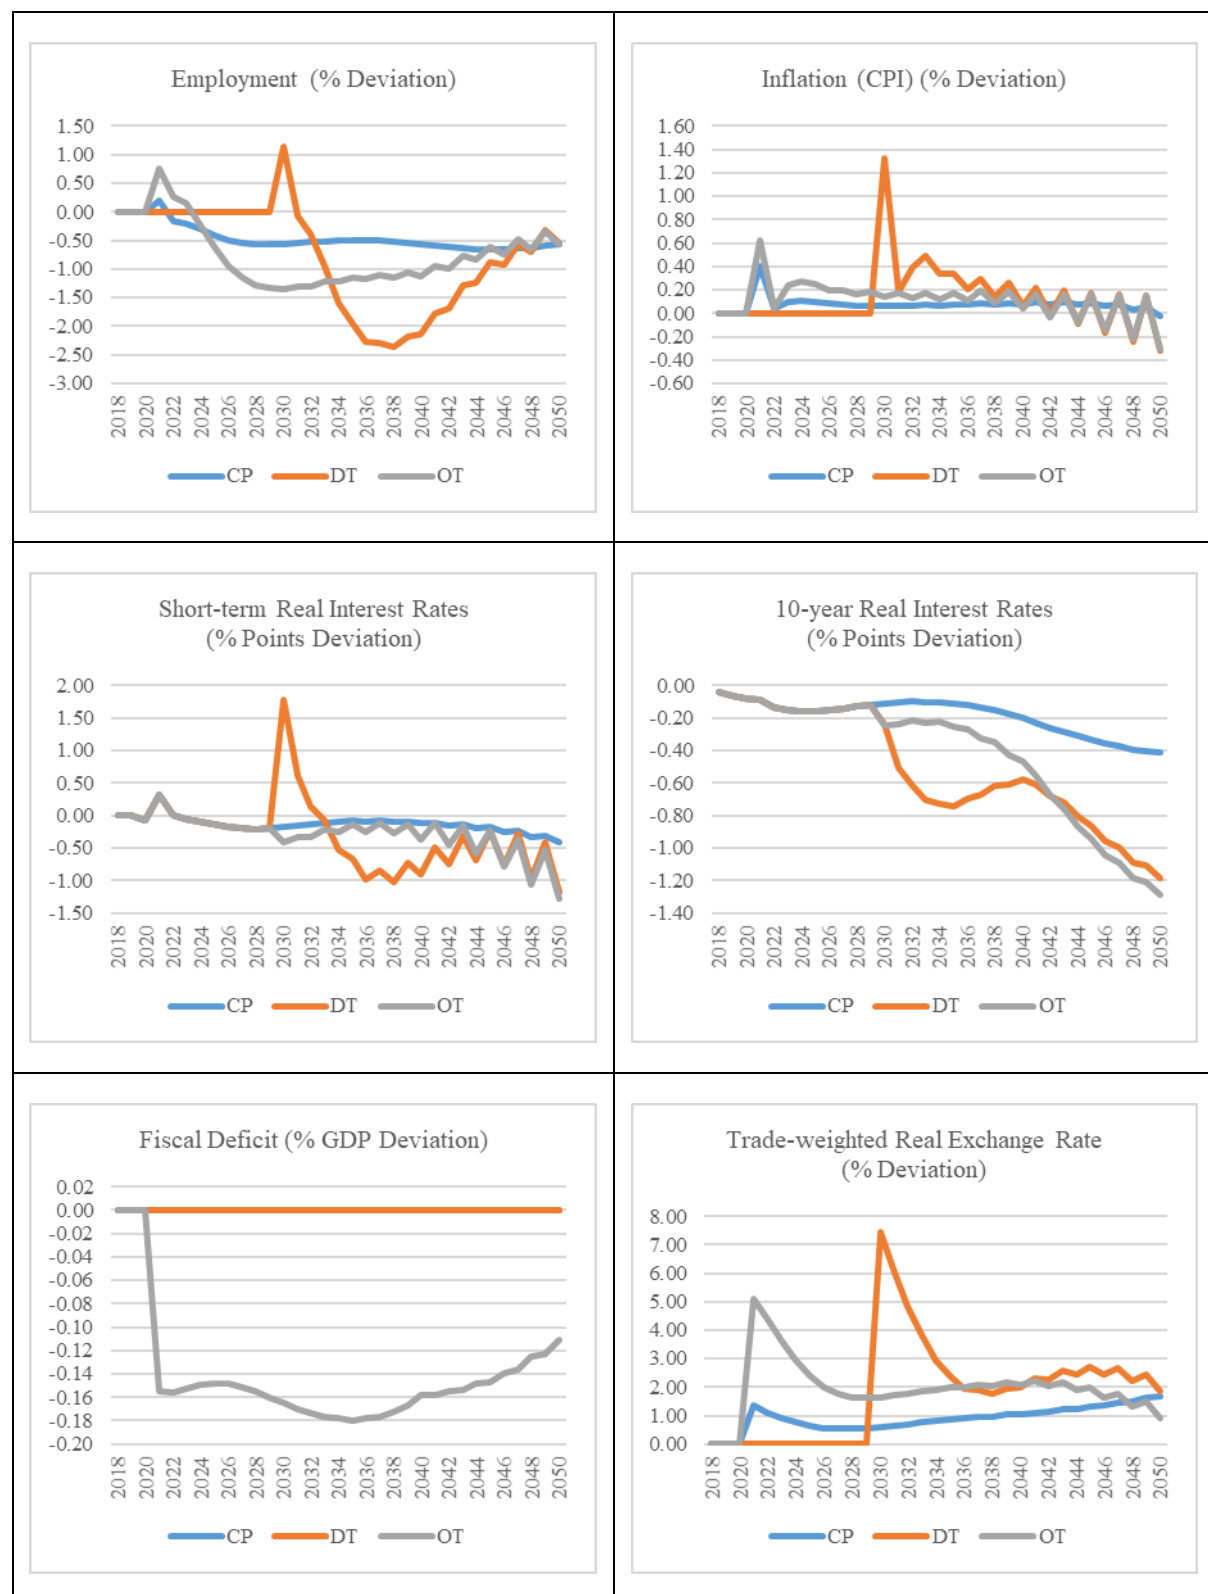 Employment (% Deviation)
1.50
1.00
0.50
0.00
-0.50
-1.00
-1.50
-2.00
-2.50
-3.00
2018 2020 2022 2024 2026 2028 2030 2032 2034 2036 2038 2040 2042 2044 2046 2048 2050
CP DT OT
Inflation (CPI) (% Deviation)
1.60
1.40
1.20
1.00
0.80
0.60
0.40
0.20
0.00
-0.20
-0.40
-0.60
2018 2020 2022 2024 2026 2028 2030 2032 2034 2036 2038 2040 2042 2044 2046 2048 2050
CP DT OT
Short-term Real Interest Rates
(% Points Deviation)
2.00
1.50
1.00
0.50
0.00
-0.50
-1.00
-1.50
2018 2020 2022 2024 2026 2028 2030 2032 2034 2036 2038 2040 2042 2044 2046 2048 2050
CP DT OT
10-year Real Interest Rates
(% Points Deviation)
0.00
-0.20
-0.40
-0.60
-0.80
-1.00
-1.20
-1.40
2018 2020 2022 2024 2026 2028 2030 2032 2034 2036 2038 2040 2042 2044 2046 2048 2050
CP DT OT
Fiscal Deficit (% GDP Deviation)
0.02
0.00
-0.02
-0.04
-0.06
-0.08
-0.10
-0.12
-0.14
-0.16
-0.18
-0.20
2018 2020 2022 2024 2026 2028 2030 2032 2034 2036 2038 2040 2042 2044 2046 2048 2050
CP DT OT
Trade-weighted Real Exchange Rate
(% Deviation)
8.00
7.00
6.00
5.00
4.00
3.00
2.00
1.00
0.00
2018 2020 2022 2024 2026 2028 2030 2032 2034 2036 2038 2040 2042 2044 2046 2048 2050
CP DT OT